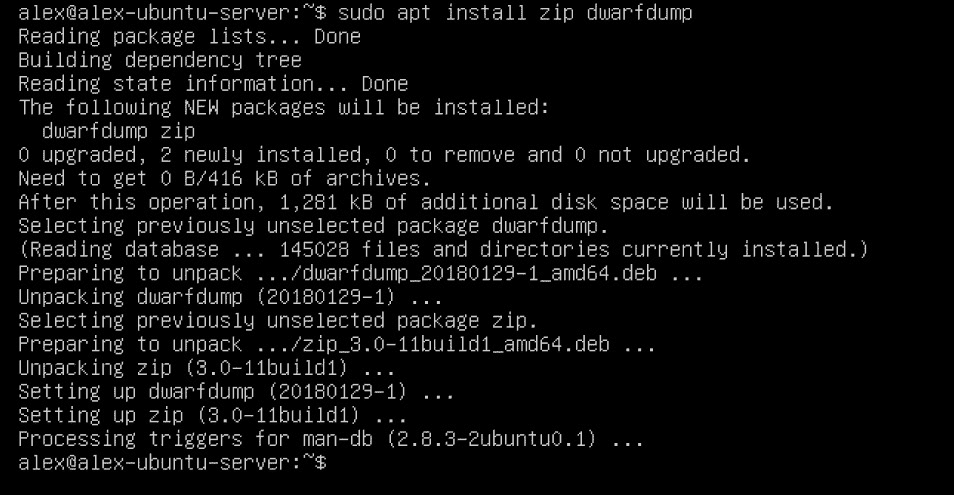 alex@alex-ubuntu-server:~$ sudo apt install zip dwarfdump
Reading package lists... Done
Building dependency tree
Reading state information... Done
The following NEW packages will be installed:
  dwarfdump zip
0 upgraded, 2 newly installed, 0 to remove and 0 not upgraded.
Need to get 0 B/416 kB of archives.
After this operation, 1,281 kB of additional disk space will be used.
Selecting previously unselected package dwarfdump.
(Reading database ... 145028 files and directories currently installed.)
Preparing to unpack .../dwarfdump_20180129-1_amd64.deb ...
Unpacking dwarfdump (20180129-1) ...
Selecting previously unselected package zip.
Preparing to unpack .../zip_3.0-11build1_amd64.deb ...
Unpacking zip (3.0-11build1) ...
Setting up dwarfdump (20180129-1) ...
Setting up zip (3.0-11build1) ...
Processing triggers for man-db (2.8.3-2ubuntu0.1) ...
alex@alex-ubuntu-server:~$